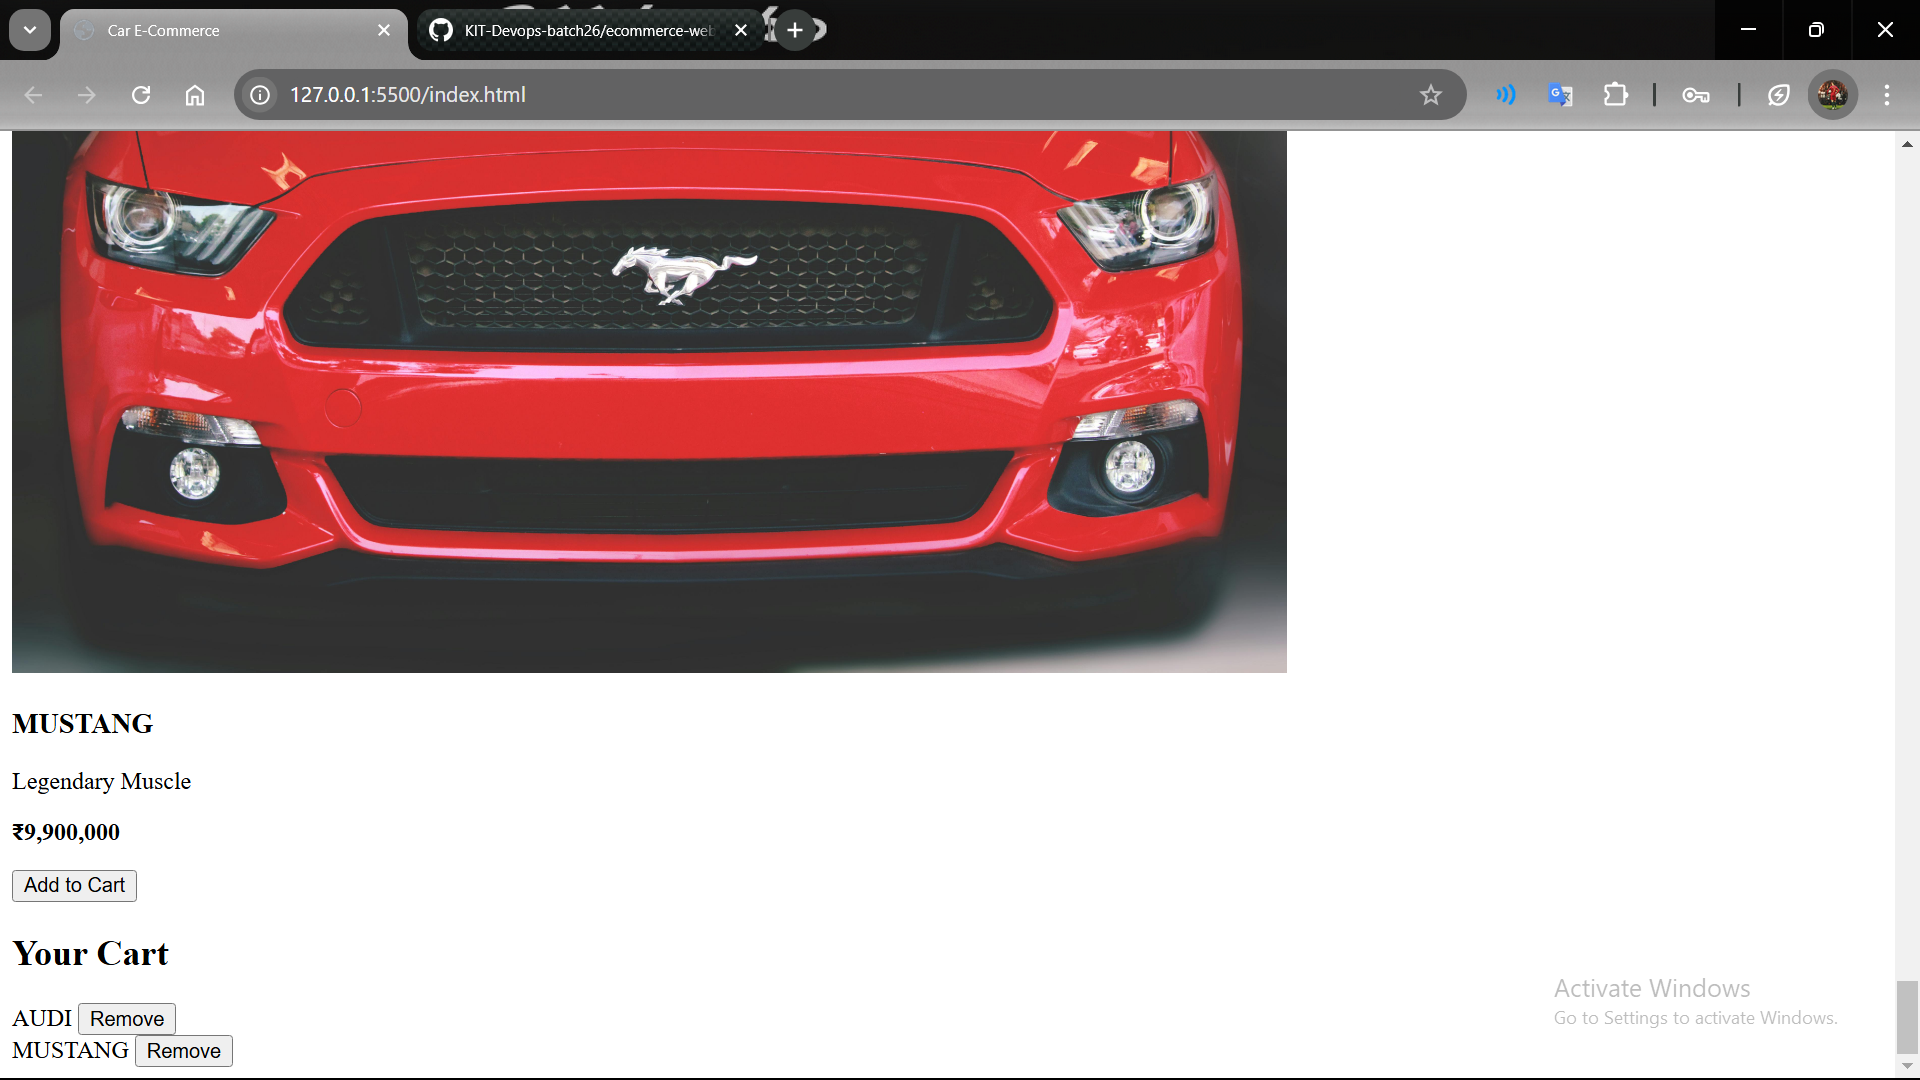 Car E-Commerce
KIT-Devops-batch26/ecommerce-web
127.0.0.1:5500/index.html
MUSTANG
Legendary Muscle
₹9,900,000
Add to Cart
Your Cart
AUDI Remove
MUSTANG Remove
Activate Windows
Go to Settings to activate Windows.